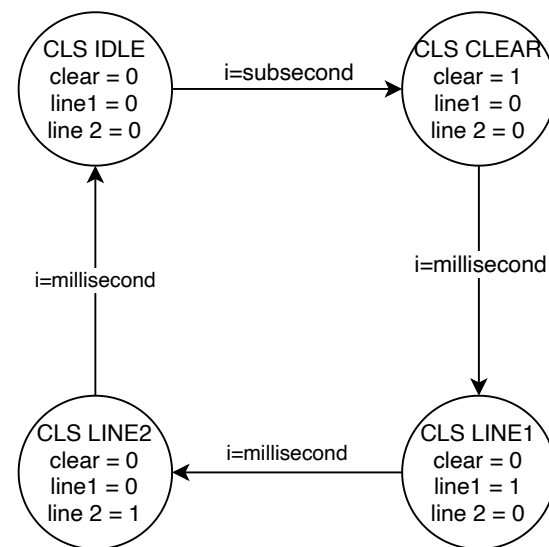 CLS IDLE
clear = 0
line1 = 0
line 2 = 0
i=subsecond
CLS CLEAR
clear = 1
line1 = 0
line 2 = 0
i=millisecond
i=millisecond
CLS LINE2
clear = 0
line1 = 0
line 2 = 1
i=millisecond
CLS LINE1
clear = 0
line1 = 1
line 2 = 0